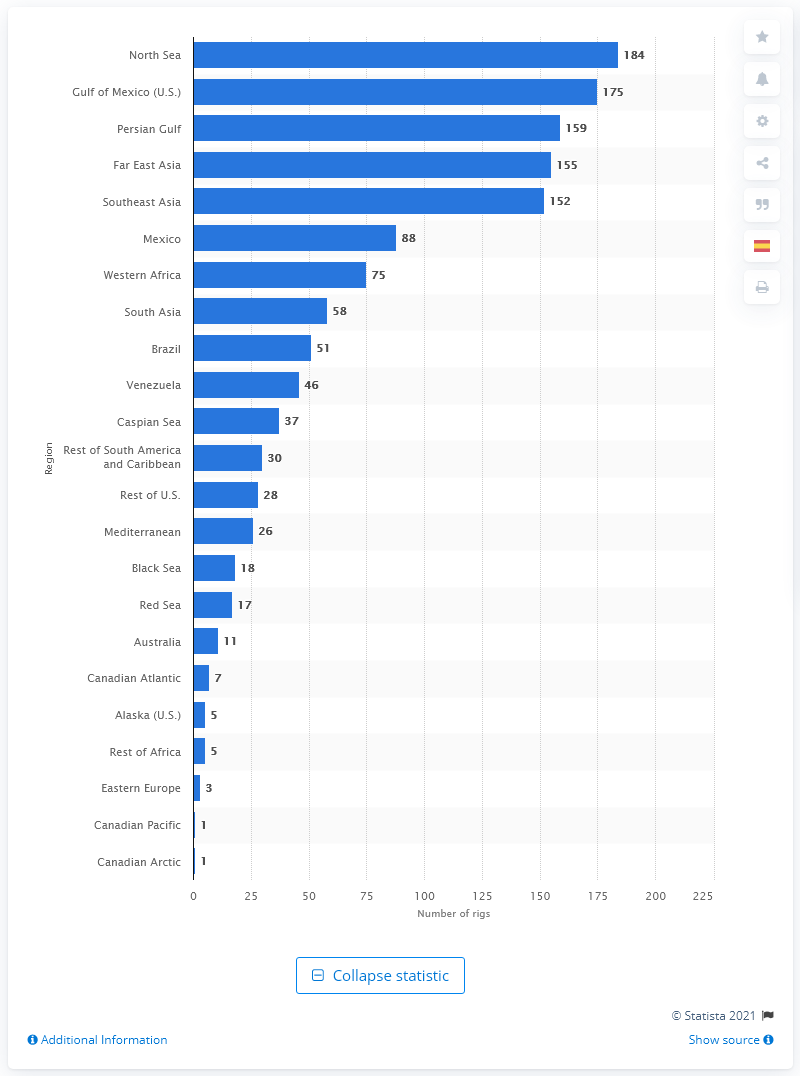 North Sea 184
Gulf of Mexico (U.S.) 175
Persian Gulf 159
Far East Asia 155
Southeast Asia 152
Mexico 88
Western Africa 75
South Asia 58
Brazil 51
Venezuela 46
Caspian Sea 37
Rest of South America
and Caribbean 30
Rest of U.S. 28
Mediterranean 26
Black Sea 18
Red Sea 17
Australia 11
Canadian Atlantic 7
Alaska (U.S.) 5
Rest of Africa 5
Eastern Europe 3
Canadian Pacific 1
Canadian Arctic 1
Region
0 25 50 75 100 125 150 175 200 225
Number of rigs
Collapse statistic
© Statista 2021
Additional Information
Show source